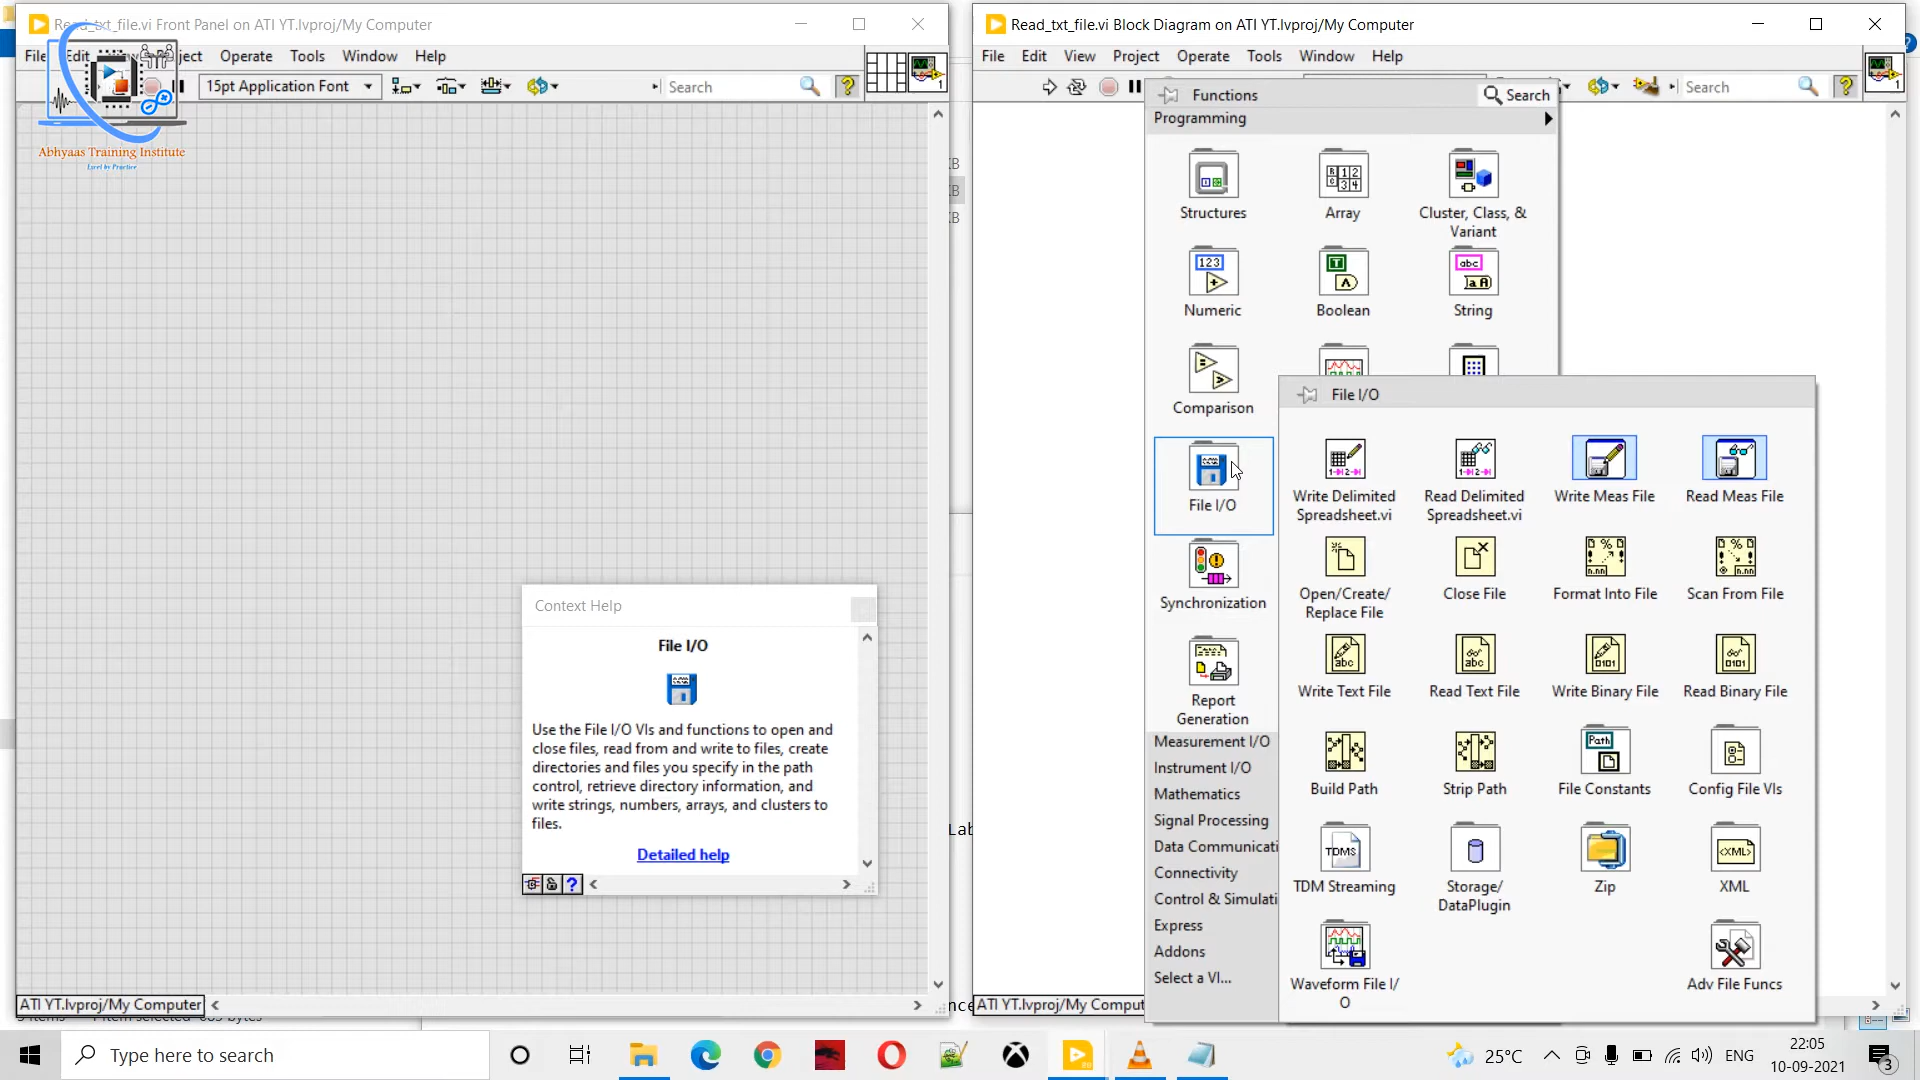 Read_txt_file.vi Front Panel on ATI YT.lvproj/My Computer
File Edit View Project Operate Tools Window Help
15pt Application Font
Search
?
1
Abhyaas Training Institute
Excel by Practice
KB
KB
KB
Context Help
File I/O
Use the File I/O VIs and functions to open and
close files, read from and write to files, create
directories and files you specify in the path
control, retrieve directory information, and
write strings, numbers, arrays, and clusters to
files.
Detailed help
?
ATI YT.lvproj/My Computer
Read_txt_file.vi Block Diagram on ATI YT.lvproj/My Computer
File Edit View Project Operate Tools Window Help
Search
?
1
Functions
Search
Programming
Structures
Array
Cluster, Class, &
Variant
Numeric
Boolean
String
Comparison
File I/O
Synchronization
Report
Generation
Measurement I/O
Instrument I/O
Mathematics
Signal Processing
Data Communicati
Connectivity
Control & Simulati
Express
Addons
Select a VI...
File I/O
Write Delimited
Spreadsheet.vi
Read Delimited
Spreadsheet.vi
Write Meas File
Read Meas File
Open/Create/
Replace File
Close File
Format Into File
Scan From File
Write Text File
Read Text File
Write Binary File
Read Binary File
Build Path
Strip Path
File Constants
Config File VIs
TDM Streaming
Storage/
DataPlugin
Zip
XML
Waveform File I/
O
Adv File Funcs
ATI YT.lvproj/My Comput
Type here to search
25°C
ENG
22:05
10-09-2021
3